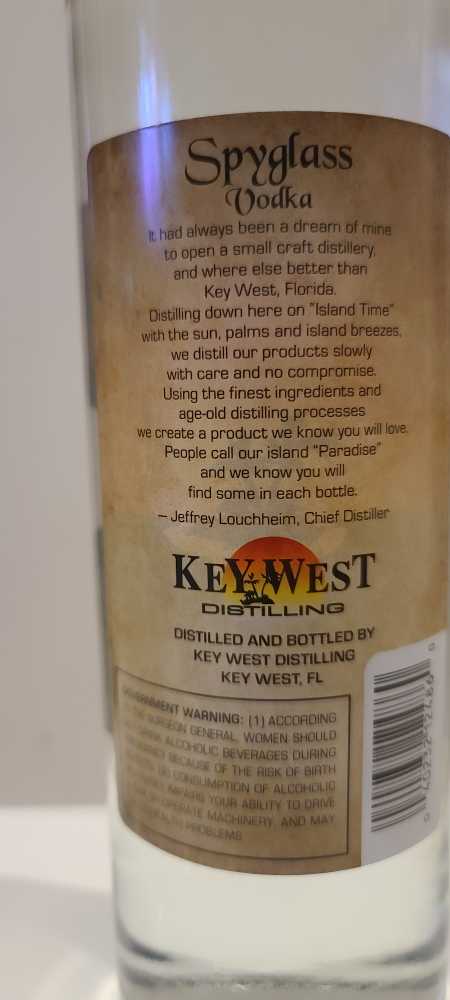 Spyglass
Vodka
It had always been a dream of mine
to open a small craft distillery,
and where else better than
Key West, Florida.
Distilling down here on "Island Time"
with the sun, palms and island breezes,
we distill our products slowly
with care and no compromise.
Using the finest ingredients and
age-old distilling processes
we create a product we know you will love.
People call our island "Paradise"
and we know you will
find some in each bottle.
– Jeffrey Louchheim, Chief Distiller
KEY WEST
DISTILLING
DISTILLED AND BOTTLED BY
KEY WEST DISTILLING
KEY WEST, FL
GOVERNMENT WARNING: (1) ACCORDING
SURGEON GENERAL, WOMEN SHOULD
DRINK ALCOHOLIC BEVERAGES DURING
BECAUSE OF THE RISK OF BIRTH
(2) CONSUMPTION OF ALCOHOLIC
IMPAIRS YOUR ABILITY TO DRIVE
OPERATE MACHINERY, AND MAY
HEALTH PROBLEMS